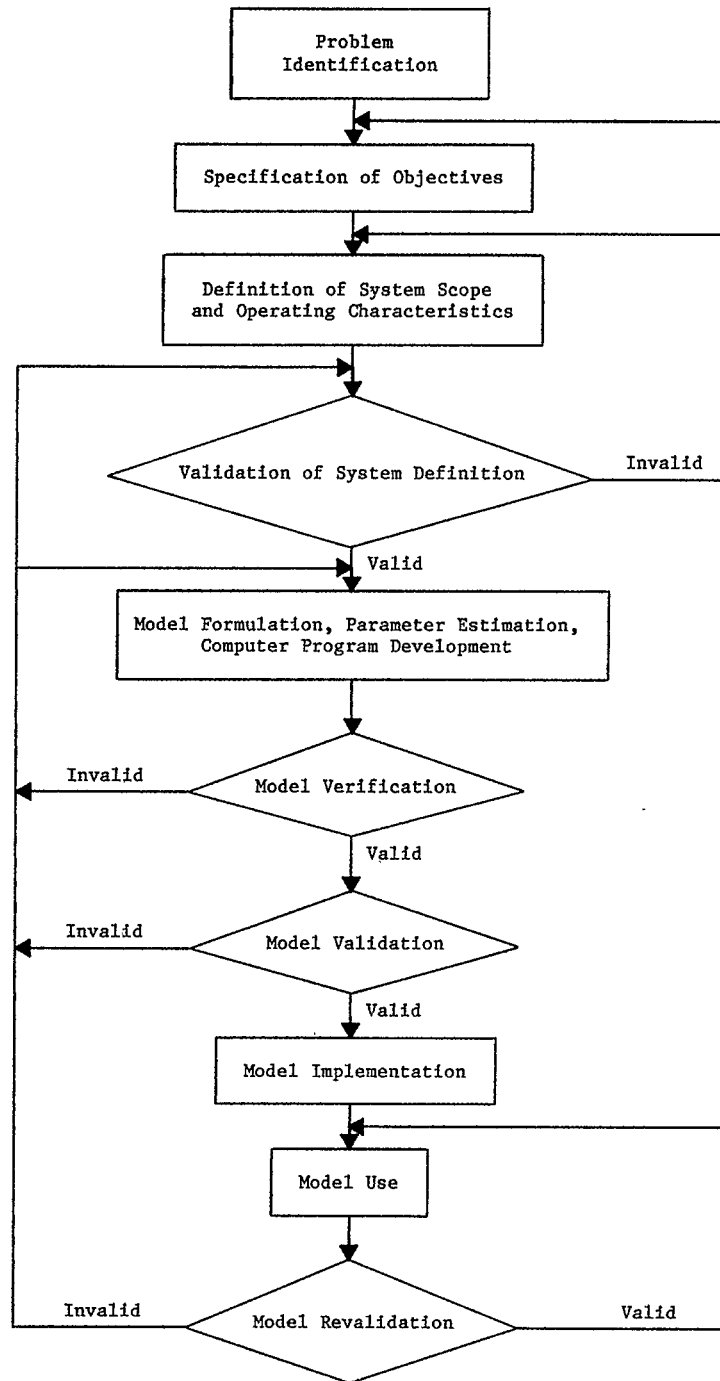 Problem
Identification
Specification of Objectives
Definition of System Scope
and Operating Characteristics
Validation of System Definition
Invalid
Valid
Model Formulation, Parameter Estimation,
Computer Program Development
Invalid
Model Verification
Valid
Invalid
Model Validation
Valid
Model Implementation
Model Use
Invalid
Model Revalidation
Valid